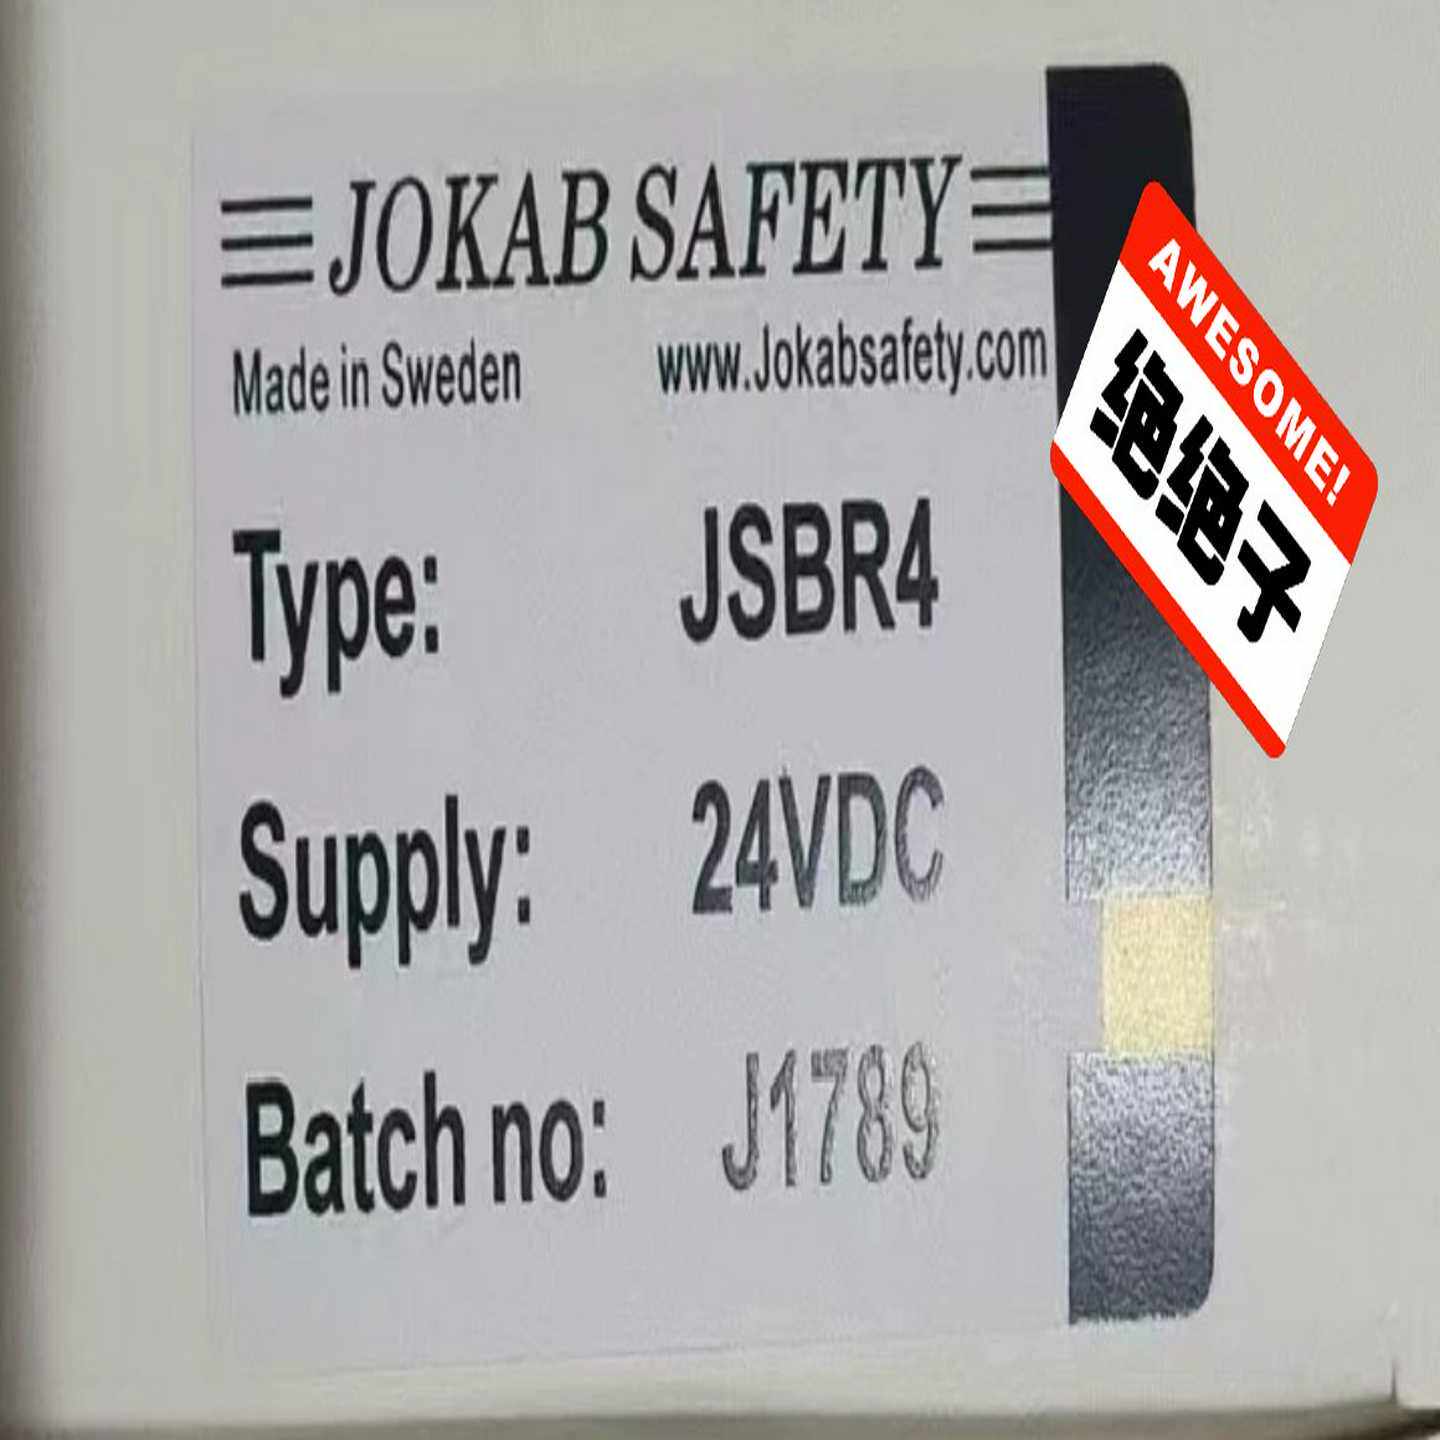 JOKAB SAFETY
Made in Sweden www.Jokabsafety.com
Type: JSBR4
Supply: 24VDC
Batch no: J1789
AWESOME!
绝绝子